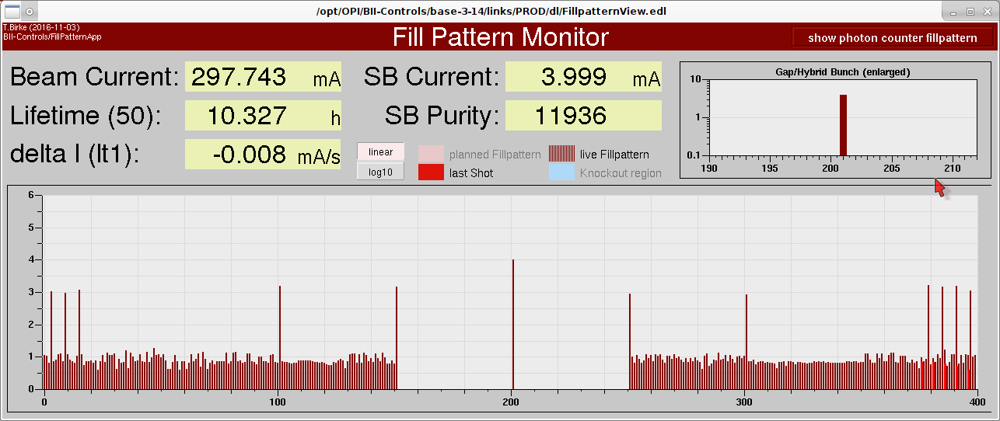 /opt/OPI/BII-Controls/base-3-14/links/PROD/dl/FillpatternView.edl
T.Birke (2016-11-03)
BII-Controls/FillPatternApp
Fill Pattern Monitor
show photon counter fillpattern
Beam Current: 297.743 mA
SB Current: 3.999 mA
Lifetime (50): 10.327 h
SB Purity: 11936
delta I (lt1): -0.008 mA/s
linear
log10
planned Fillpattern
live Fillpattern
last Shot
Knockout region
Gap/Hybrid Bunch (enlarged)
10
1
0.1
190 195 200 205 210
6
5
4
3
2
1
0
0 100 200 300 400